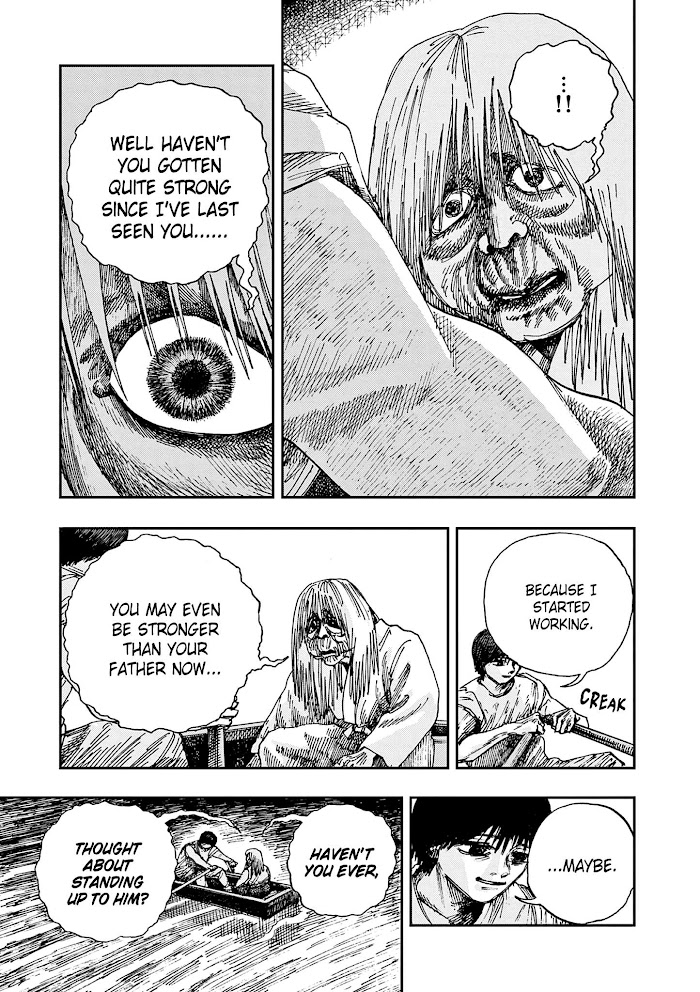 ...
!!
WELL HAVEN'T
YOU GOTTEN
QUITE STRONG
SINCE I'VE LAST
SEEN YOU......
BECAUSE I
STARTED
WORKING.
CREAK
YOU MAY EVEN
BE STRONGER
THAN YOUR
FATHER NOW...
...MAYBE.
HAVEN'T
YOU EVER,
THOUGHT
ABOUT
STANDING
UP TO HIM?